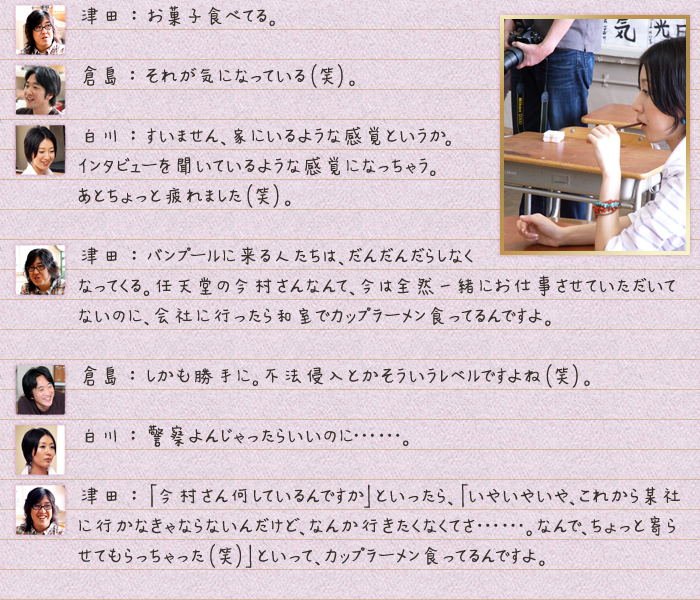 津田：お菓子食べてる。
倉島：それが気になっている(笑)。
白川：すいません、家にいるような感覚というか。
インタビューを聞いているような感覚になっちゃう。
あとちょっと疲れました(笑)。
津田：バンプールに来る人たちは、だんだんだらしなく
なってくる。任天堂の今村さんなんて、今は全然一緒にお仕事させていただいて
ないのに、会社に行ったら和室でカップラーメン食ってるんですよ。
倉島：しかも勝手に。不法侵入とかそういうレベルですよね(笑)。
白川：警察よんじゃったらいいのに……。
津田：「今村さん何しているんですか」といったら、「いやいやいや、これから某社
に行かなきゃならないんだけど、なんか行きたくなくてさ……。なんで、ちょっと寄ら
せてもらっちゃった(笑)」といって、カップラーメン食ってるんですよ。
気
光